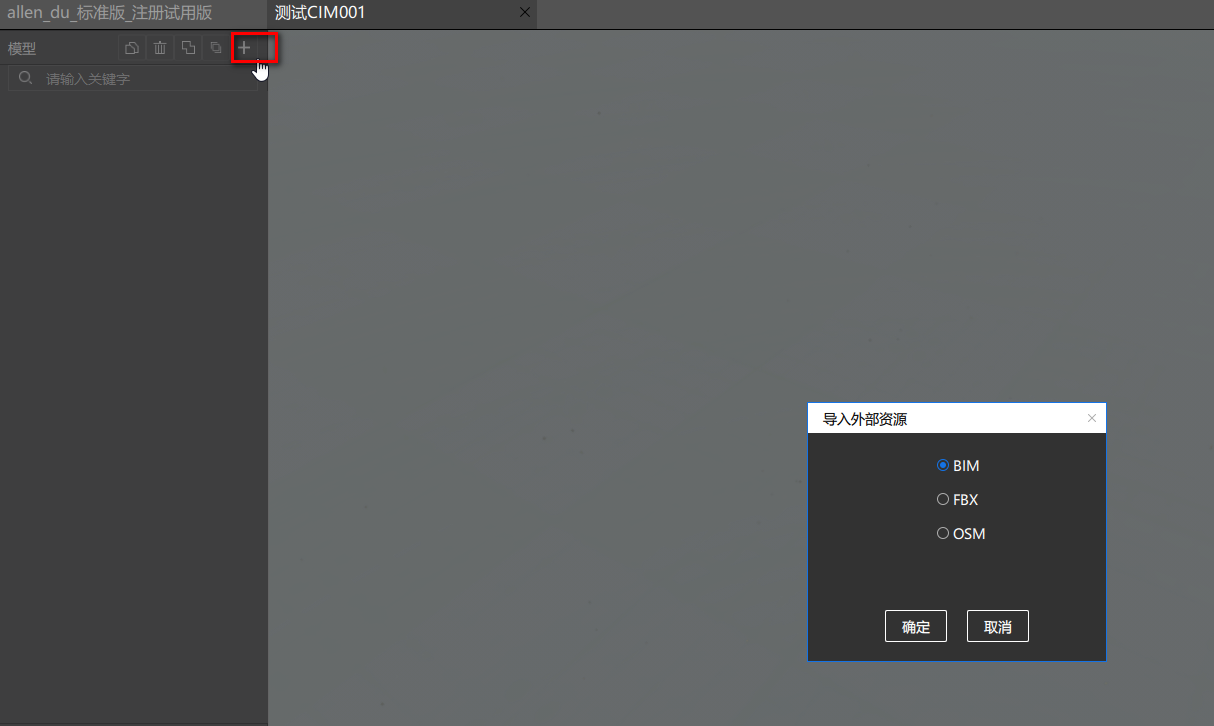 allen_du_标准版_注册试用版
测试CIM001
模型
请输入关键字
导入外部资源
BIM
FBX
OSM
确定
取消